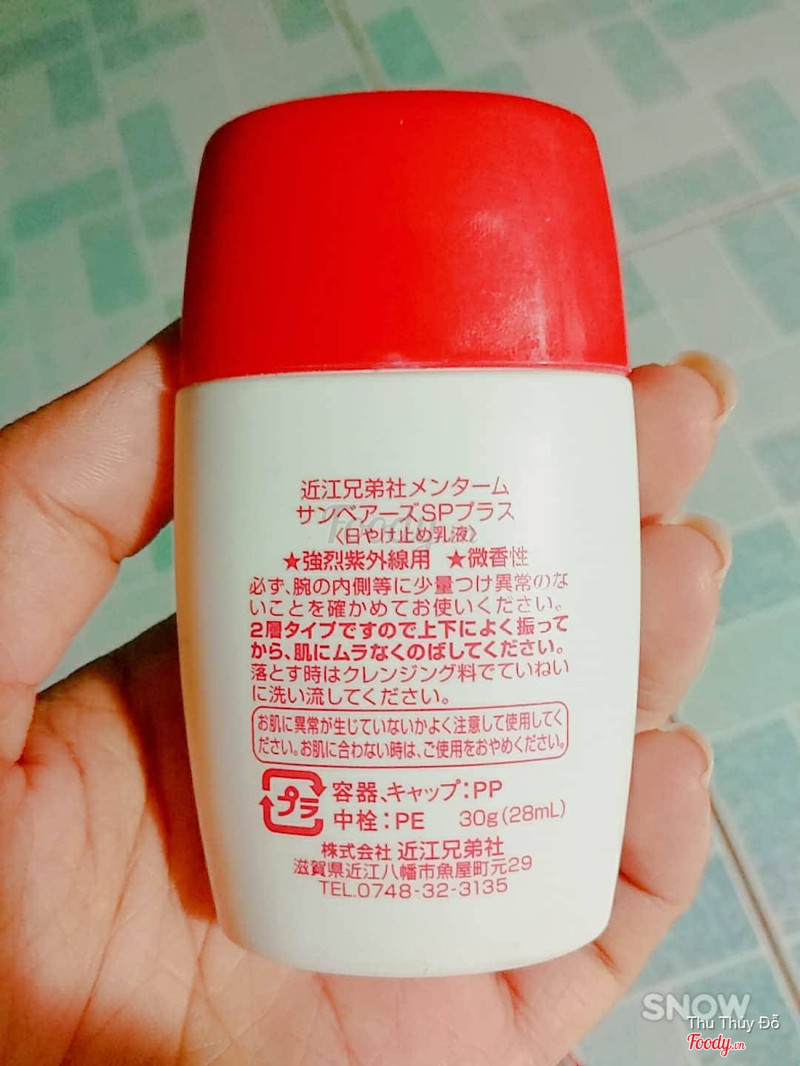 近江兄弟社メンターム
サンベアーズSPプラス
〈日やけ止め乳液〉
★強烈紫外線用 ★微香性
必ず、腕の内側等に少量つけ異常のな
いことを確かめてお使いください。
2層タイプですので上下によく振って
から、肌にムラなくのばしてください。
落とす時はクレンジング料でていねい
に洗い流してください。
お肌に異常が生じていないかよく注意して使用してく
ださい。お肌に合わない時は、ご使用をおやめください。
プラ
容器、キャップ:PP
中栓:PE 30g(28mL)
株式会社 近江兄弟社
滋賀県近江八幡市魚屋町元29
TEL.0748-32-3135
Foody
SNOW
Thu Thủy Đỗ
Foody.vn